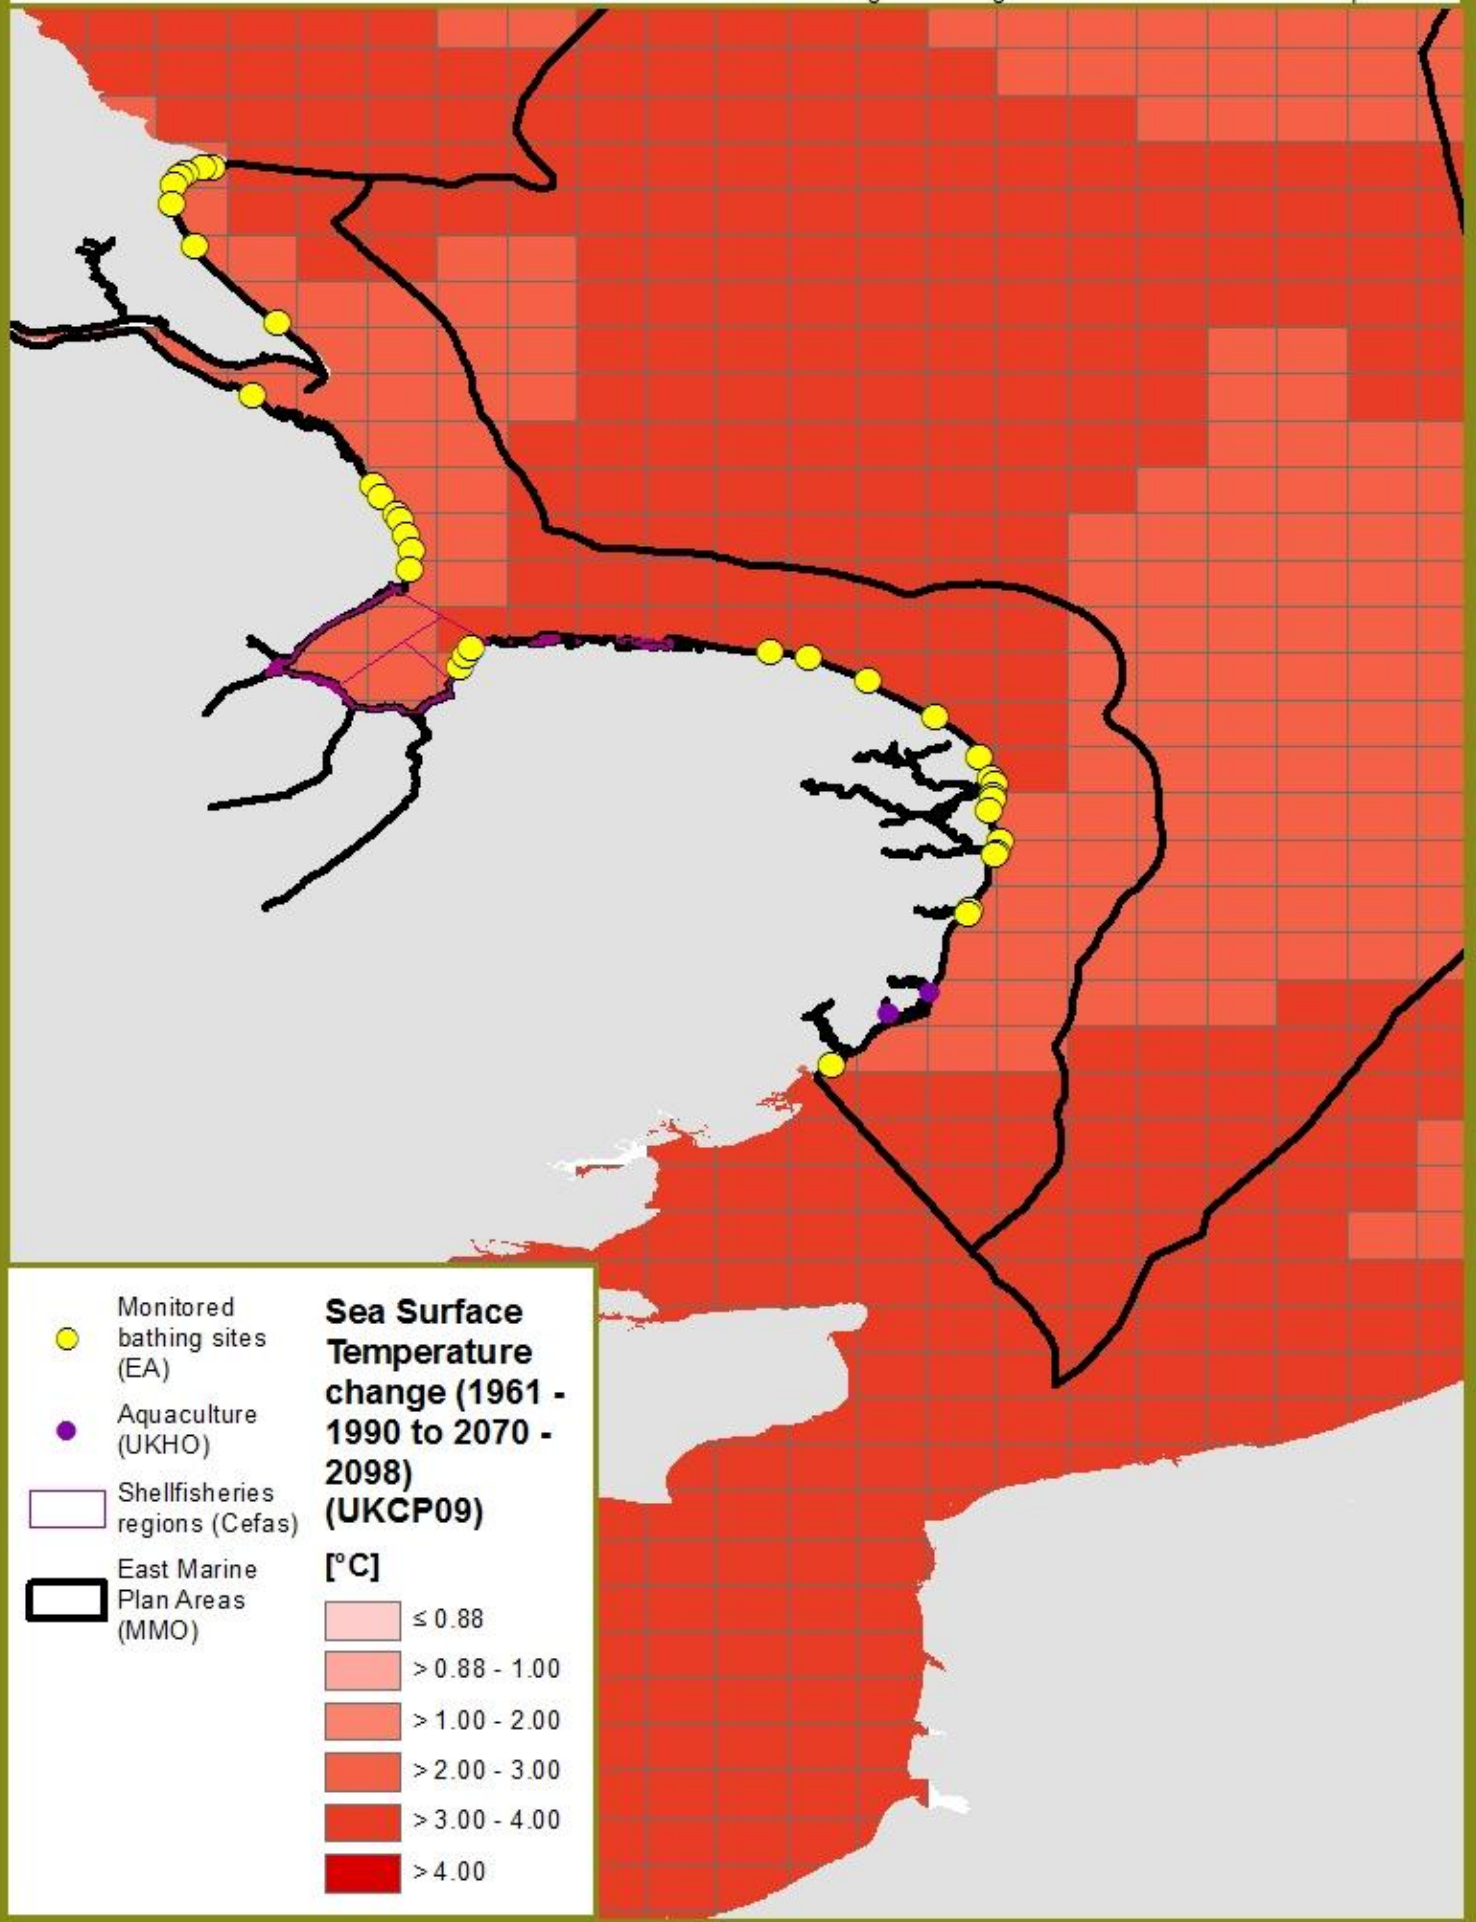 Monitored
bathing sites
(EA)
Aquaculture
(UKHO)
Shellfisheries
regions (Cefas)
East Marine
Plan Areas
(MMO)
Sea Surface
Temperature
change (1961 -
1990 to 2070 -
2098)
(UKCP09)
[°C]
≤ 0.88
> 0.88 - 1.00
> 1.00 - 2.00
> 2.00 - 3.00
> 3.00 - 4.00
> 4.00